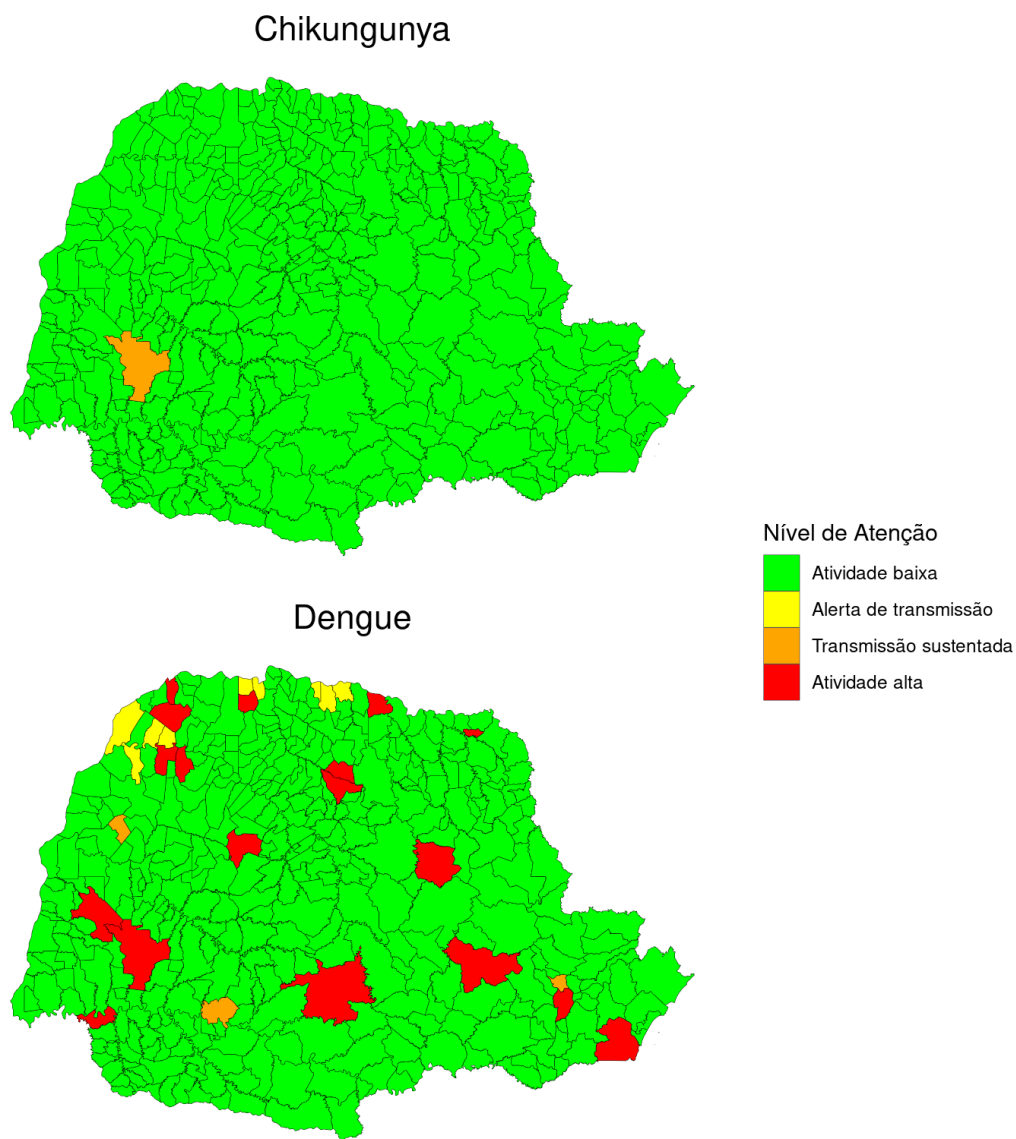 Chikungunya
Dengue
Nível de Atenção
Atividade baixa
Alerta de transmissão
Transmissão sustentada
Atividade alta